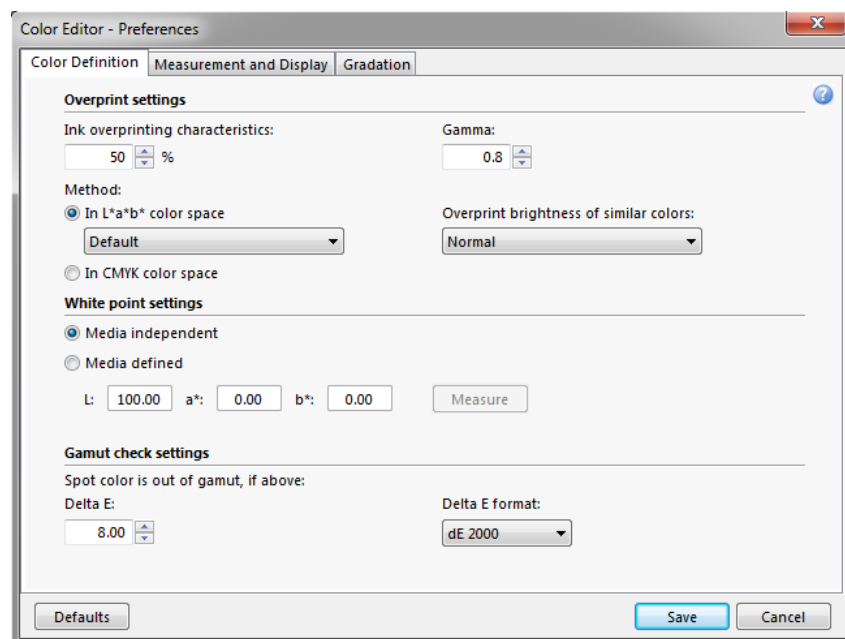 Color Editor - Preferences
Color Definition Measurement and Display Gradation
Overprint settings
Ink overprinting characteristics: Gamma:
50 % 0.8
Method:
In L*a*b* color space Overprint brightness of similar colors:
Default Normal
In CMYK color space
White point settings
Media independent
Media defined
L: 100.00 a*: 0.00 b*: 0.00 Measure
Gamut check settings
Spot color is out of gamut, if above:
Delta E: Delta E format:
8.00 dE 2000
Defaults Save Cancel